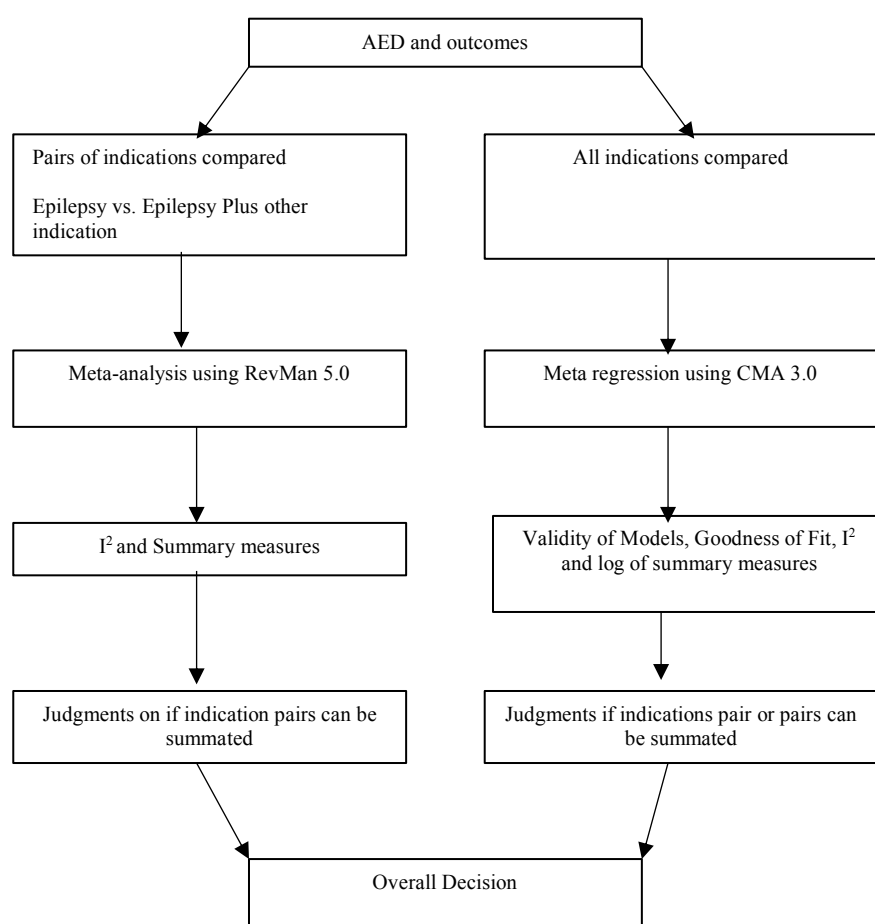 AED and outcomes
Pairs of indications compared
Epilepsy vs. Epilepsy Plus other
indication
All indications compared
Meta-analysis using RevMan 5.0
Meta regression using CMA 3.0
I² and Summary measures
Validity of Models, Goodness of Fit, I²
and log of summary measures
Judgments on if indication pairs can be
summated
Judgments if indications pair or pairs can
be summated
Overall Decision